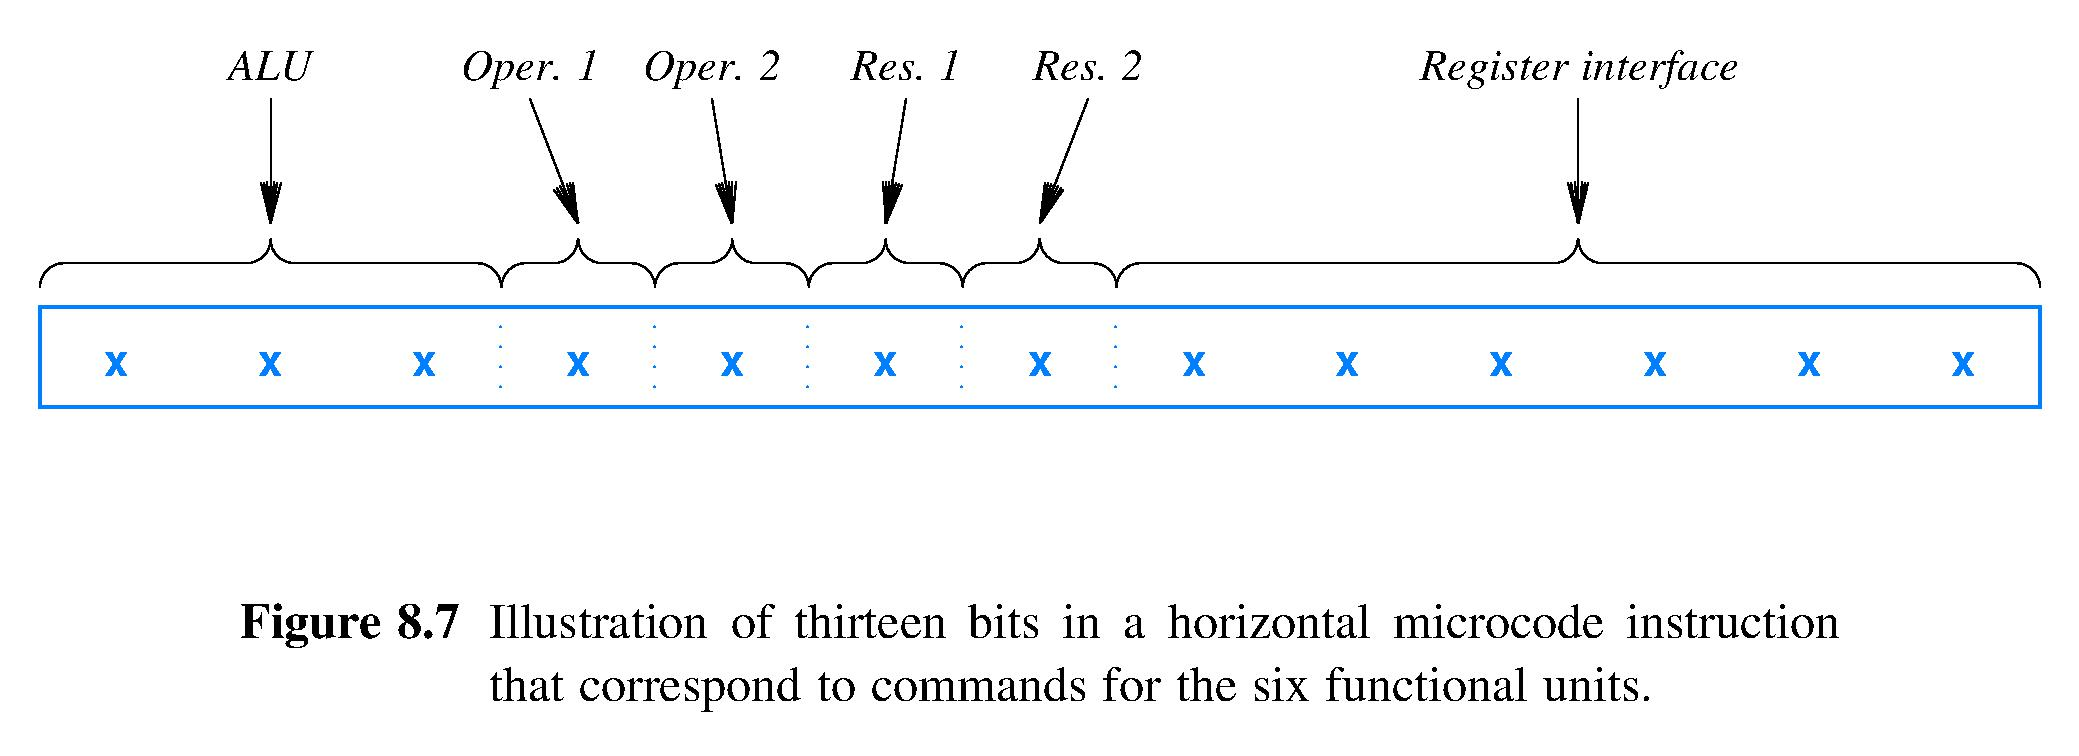 ALU Oper. 1 Oper. 2 Res. 1 Res. 2 Register interface
x x x x x x x x x x x x x
Figure 8.7 Illustration of thirteen bits in a horizontal microcode instruction
that correspond to commands for the six functional units.